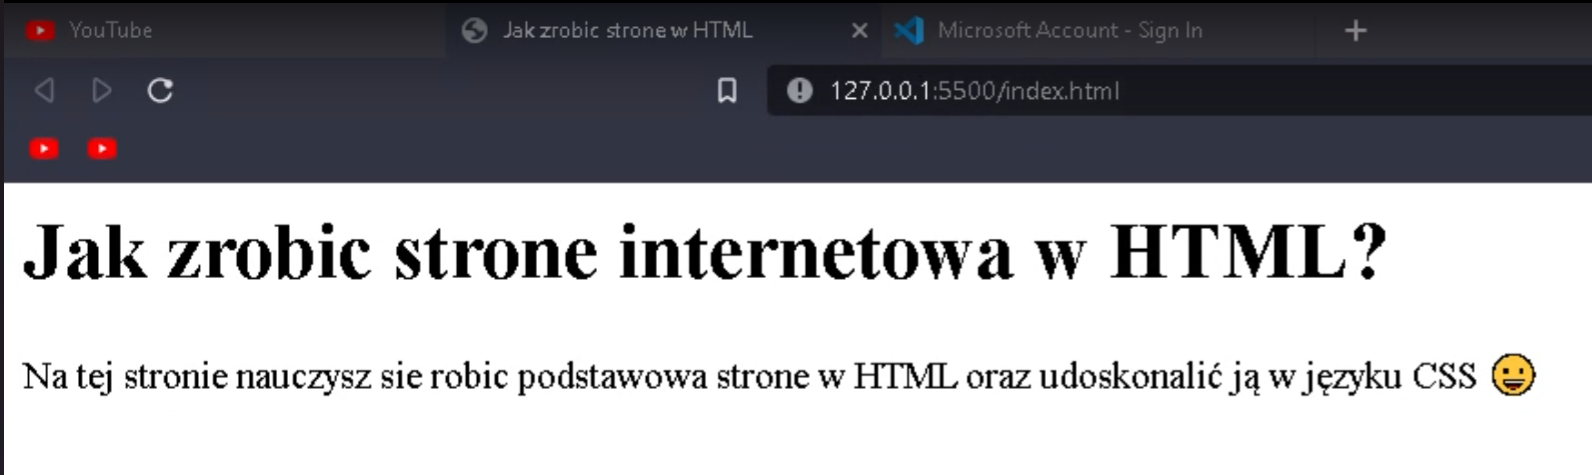 YouTube
Jak zrobic strone w HTML
Microsoft Account - Sign In
127.0.0.1:5500/index.html
Jak zrobic strone internetowa w HTML?
Na tej stronie nauczysz sie robic podstawowa strone w HTML oraz udoskonalić ją w języku CSS 😀